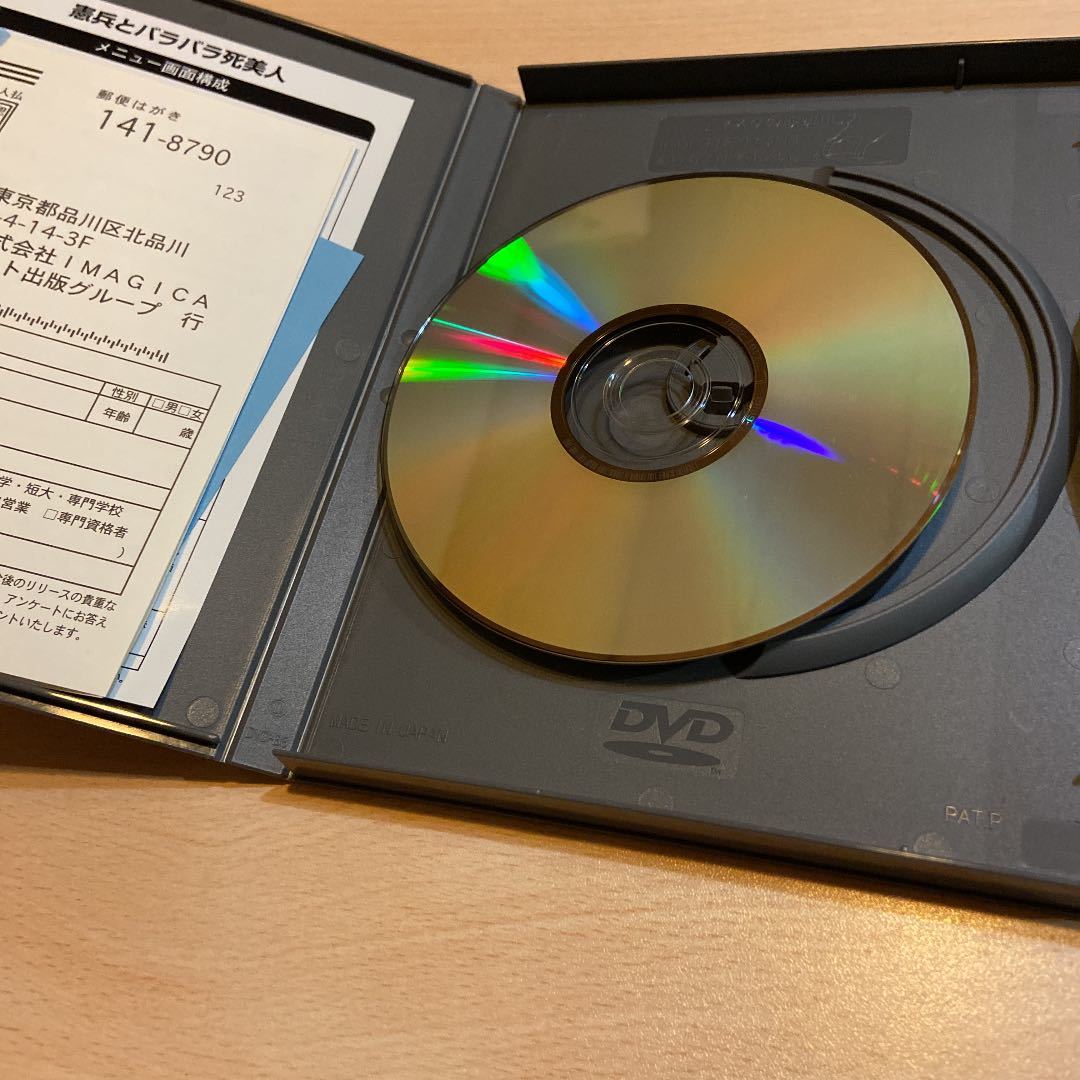 憲兵とバラバラ死美人
メニュー画面構成
人払
郵便はがき
141-8790
123
東京都品川区北品川
-4-14-3F
式会社IMAGICA
ト出版グループ 行
性別 □男□女
年齢 歳
学・短大・専門学校
営業 □専門資格者
)
後のリリースの貴重な
アンケートにお答え
ントいたします。
MADE IN JAPAN
DVD
PAT.P